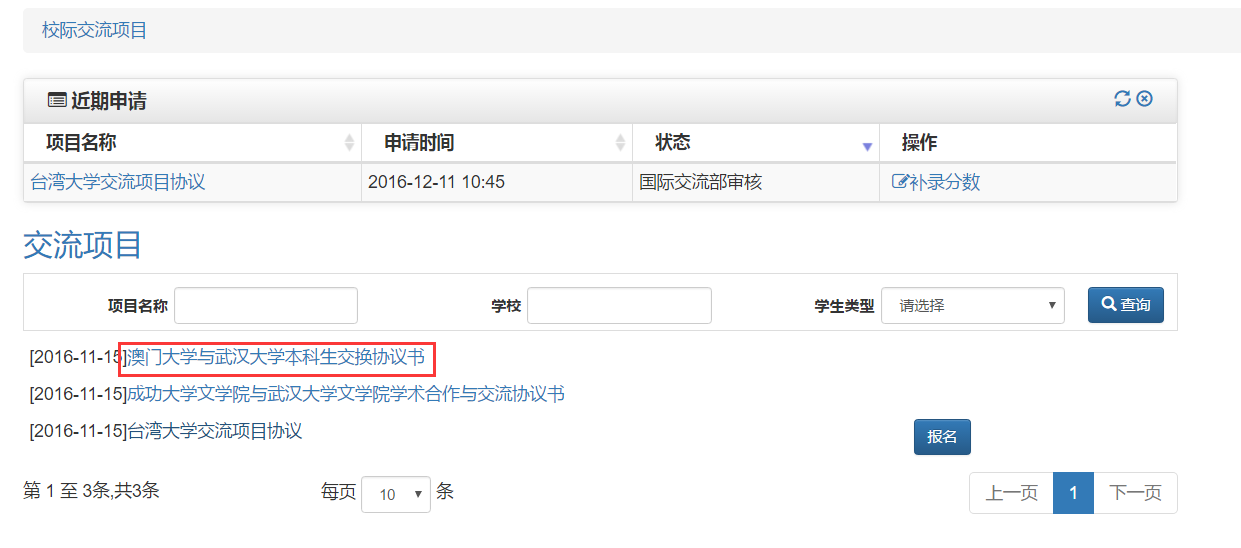 校际交流项目
近期申请
项目名称 申请时间 状态 操作
台湾大学交流项目协议 2016-12-11 10:45 国际交流部审核 补录分数
交流项目
项目名称 学校 学生类型 请选择 查询
[2016-11-15]澳门大学与武汉大学本科生交换协议书
[2016-11-15]成功大学文学院与武汉大学文学院学术合作与交流协议书
[2016-11-15]台湾大学交流项目协议 报名
第 1 至 3条,共3条 每页 10 条 上一页 1 下一页